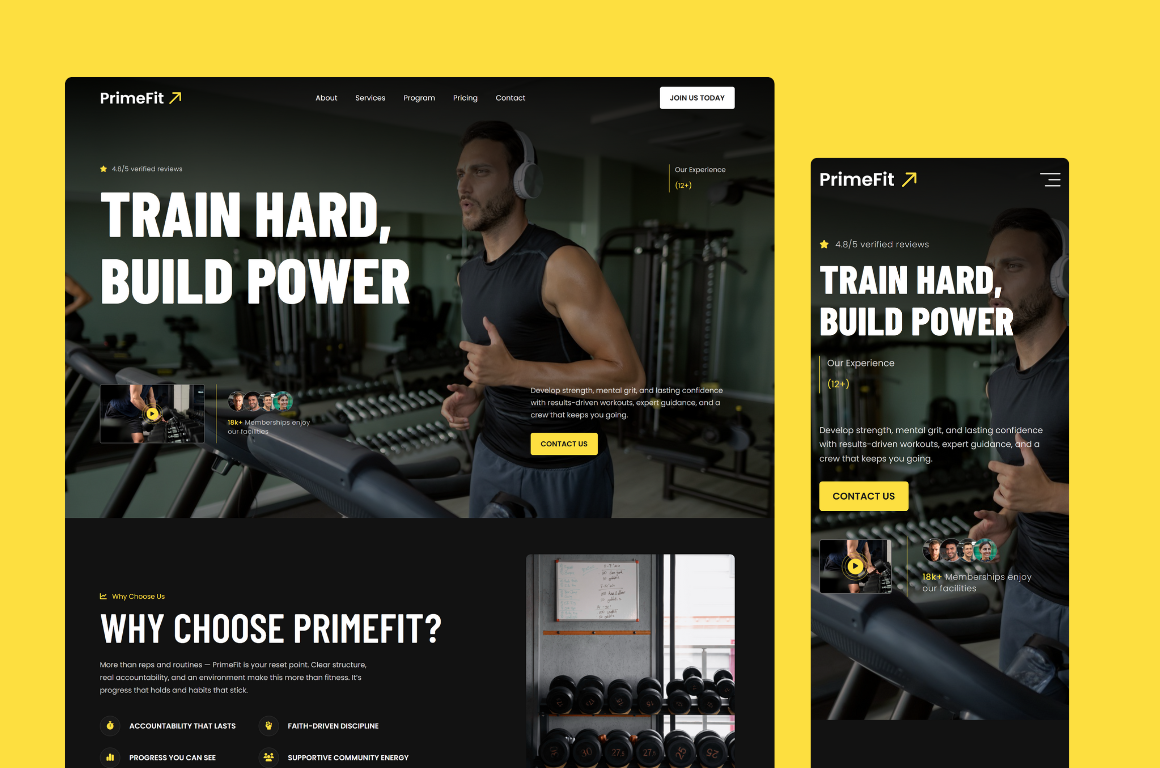 PrimeFit
About Services Program Pricing Contact
JOIN US TODAY
4.8/5 verified reviews
Our Experience
(12+)
TRAIN HARD,
BUILD POWER
18k+ Memberships enjoy
our facilities
Develop strength, mental grit, and lasting confidence
with results-driven workouts, expert guidance, and a
crew that keeps you going.
CONTACT US
Why Choose Us
WHY CHOOSE PRIMEFIT?
More than reps and routines — PrimeFit is your reset point. Clear structure,
real accountability, and an environment make this more than fitness. It's
progress that holds and habits that stick.
ACCOUNTABILITY THAT LASTS
FAITH-DRIVEN DISCIPLINE
PROGRESS YOU CAN SEE
SUPPORTIVE COMMUNITY ENERGY
PrimeFit
4.8/5 verified reviews
TRAIN HARD,
BUILD POWER
Our Experience
(12+)
Develop strength, mental grit, and lasting confidence
with results-driven workouts, expert guidance, and a
crew that keeps you going.
CONTACT US
18k+ Memberships enjoy
our facilities